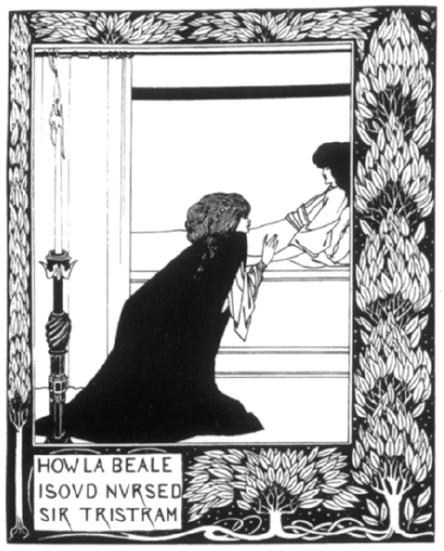 HOW LA BEALE
ISOVD NVRSED
SIR TRISTRAM